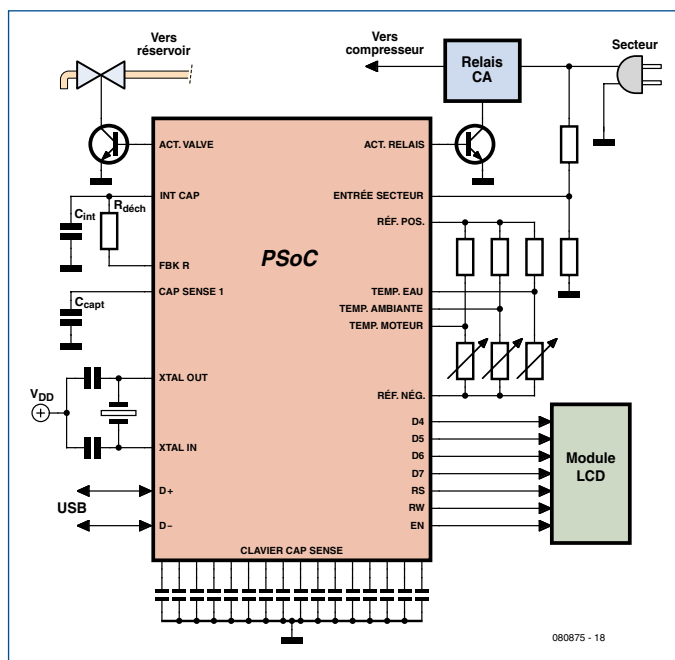 Vers
réservoir
Vers
compresseur
Relais
CA
Secteur
ACT. VALVE
ACT. RELAIS
INT CAP
Rdéch
Cint
FBK R
CAP SENSE 1
Ccapt
PSoC
ENTRÉE SECTEUR
RÉF. POS.
TEMP. EAU
TEMP. AMBIANTE
TEMP. MOTEUR
XTAL OUT
VDD
XTAL IN
RÉF. NÉG.
D4
D5
D6
D7
RS
RW
EN
Module
LCD
D+
USB
D–
CLAVIER CAP SENSE
080875 - 18